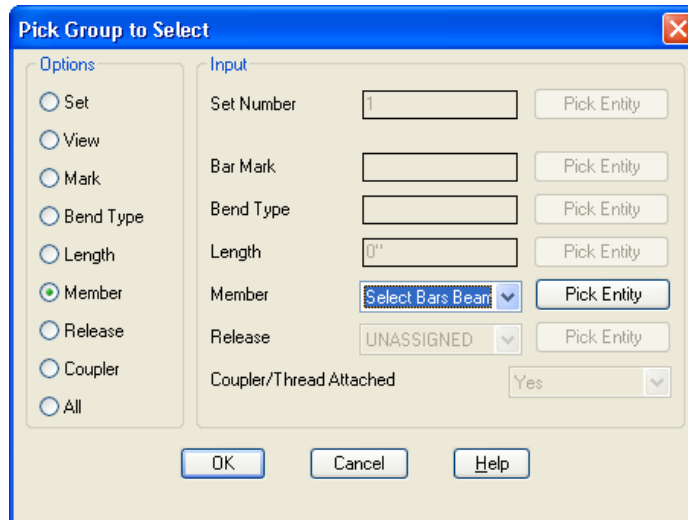 Pick Group to Select
Options
Set
View
Mark
Bend Type
Length
Member
Release
Coupler
All
Input
Set Number 1 Pick Entity
Bar Mark Pick Entity
Bend Type Pick Entity
Length 0" Pick Entity
Member Select Bars Beam Pick Entity
Release UNASSIGNED Pick Entity
Coupler/Thread Attached Yes
OK Cancel Help